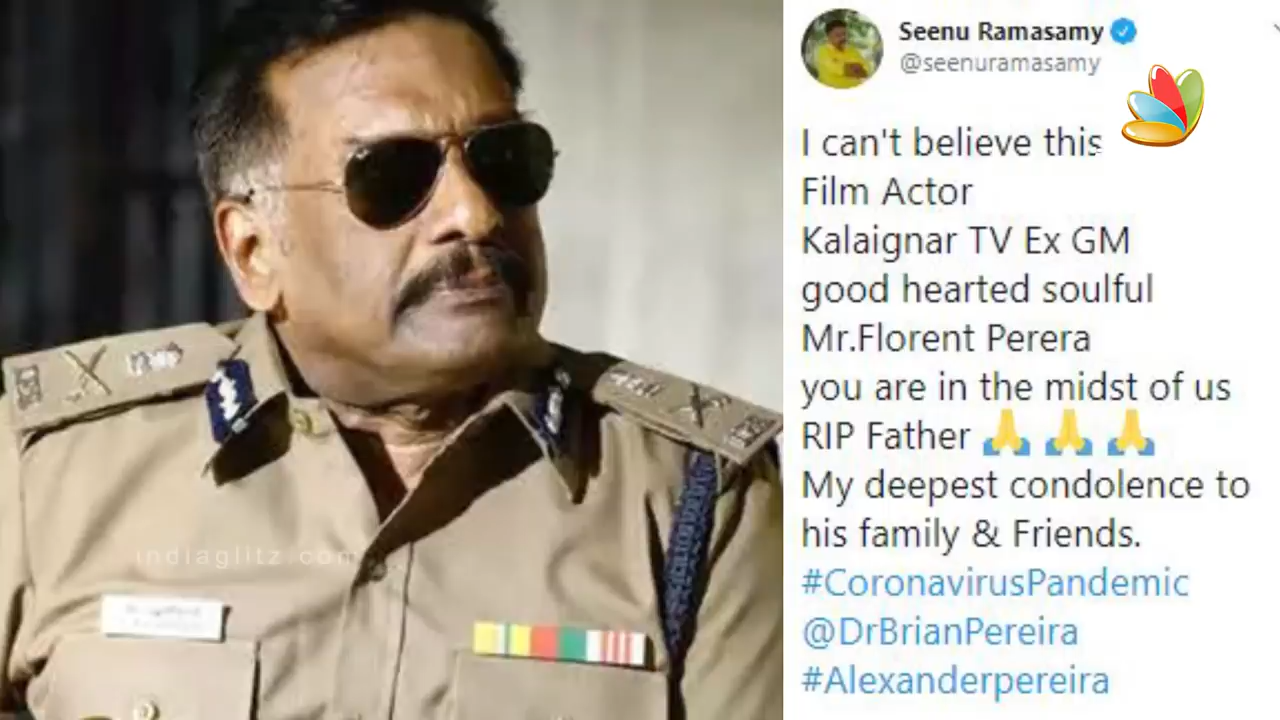 Seenu Ramasamy
@seenuramasamy
I can't believe this
Film Actor
Kalaignar TV Ex GM
good hearted soulful
Mr.Florent Perera
you are in the midst of us
RIP Father 🙏 🙏 🙏
My deepest condolence to
his family & Friends.
#CoronavirusPandemic
@DrBrianPereira
#Alexanderpereira
indiaglitz.com